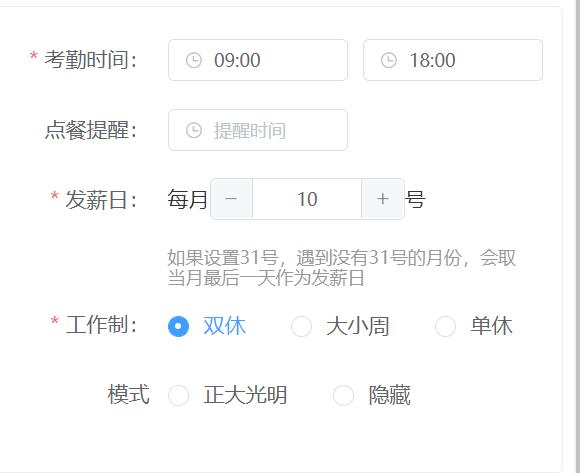 * 考勤时间： 09:00 18:00
点餐提醒： 提醒时间
* 发薪日： 每月 − 10 + 号
如果设置31号，遇到没有31号的月份，会取
当月最后一天作为发薪日
* 工作制： 双休 大小周 单休
模式 正大光明 隐藏